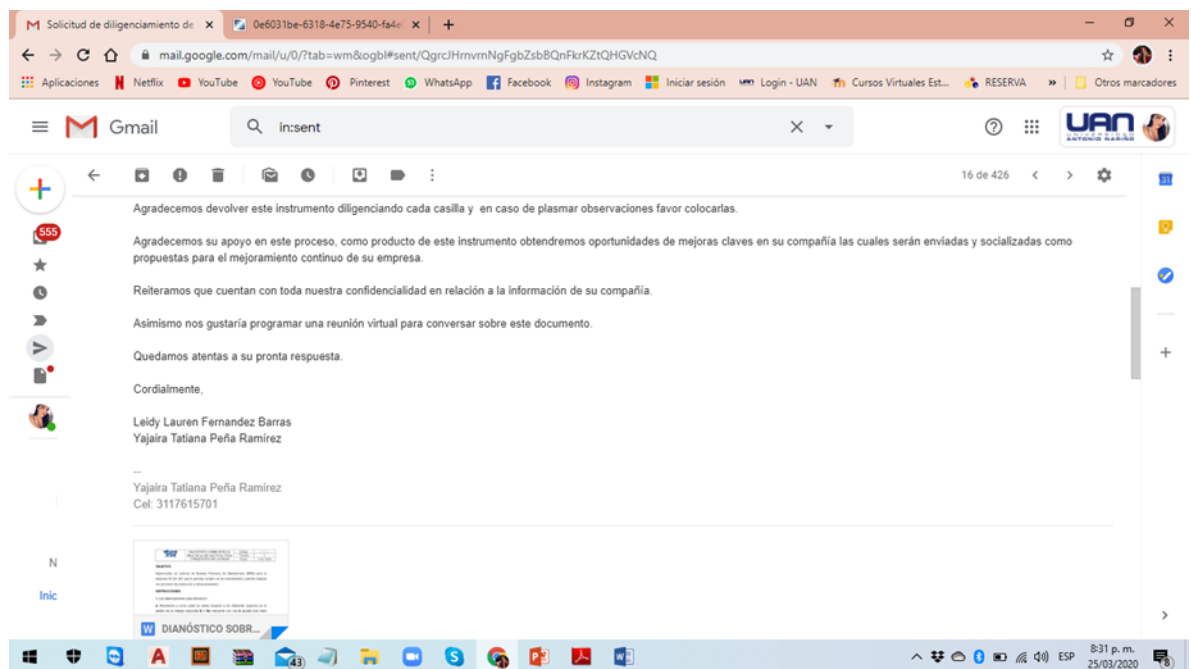 Solicitud de diligenciamiento de
0e6031be-6318-4e75-9540-fa4e
mail.google.com/mail/u/0/?tab=wm&ogbl#sent/QgrcJHrnvrnNgFgbZsbBQnFkrKZtQHGVcNQ
Aplicaciones Netflix YouTube YouTube Pinterest WhatsApp Facebook Instagram Iniciar sesión Login - UAN Cursos Virtuales Est... RESERVA » Otros marcadores
Gmail
in:sent
UAN
UNIVERSIDAD
ANTONIO NARIÑO
16 de 426
31
Agradecemos devolver este instrumento diligenciando cada casilla y en caso de plasmar observaciones favor colocarlas.
555
Agradecemos su apoyo en este proceso, como producto de este instrumento obtendremos oportunidades de mejoras claves en su compañía las cuales serán enviadas y socializadas como
propuestas para el mejoramiento continuo de su empresa.
Reiteramos que cuentan con toda nuestra confidencialidad en relación a la información de su compañía.
Asimismo nos gustaría programar una reunión virtual para conversar sobre este documento.
Quedamos atentas a su pronta respuesta.
Cordialmente,
Leidy Lauren Fernandez Barras
Yajaira Tatiana Peña Ramírez
--
Yajaira Tatiana Peña Ramírez
Cel: 3117615701
N
Inic
W DIANÓSTICO SOBR...
43
ESP
8:31 p. m.
25/03/2020
8